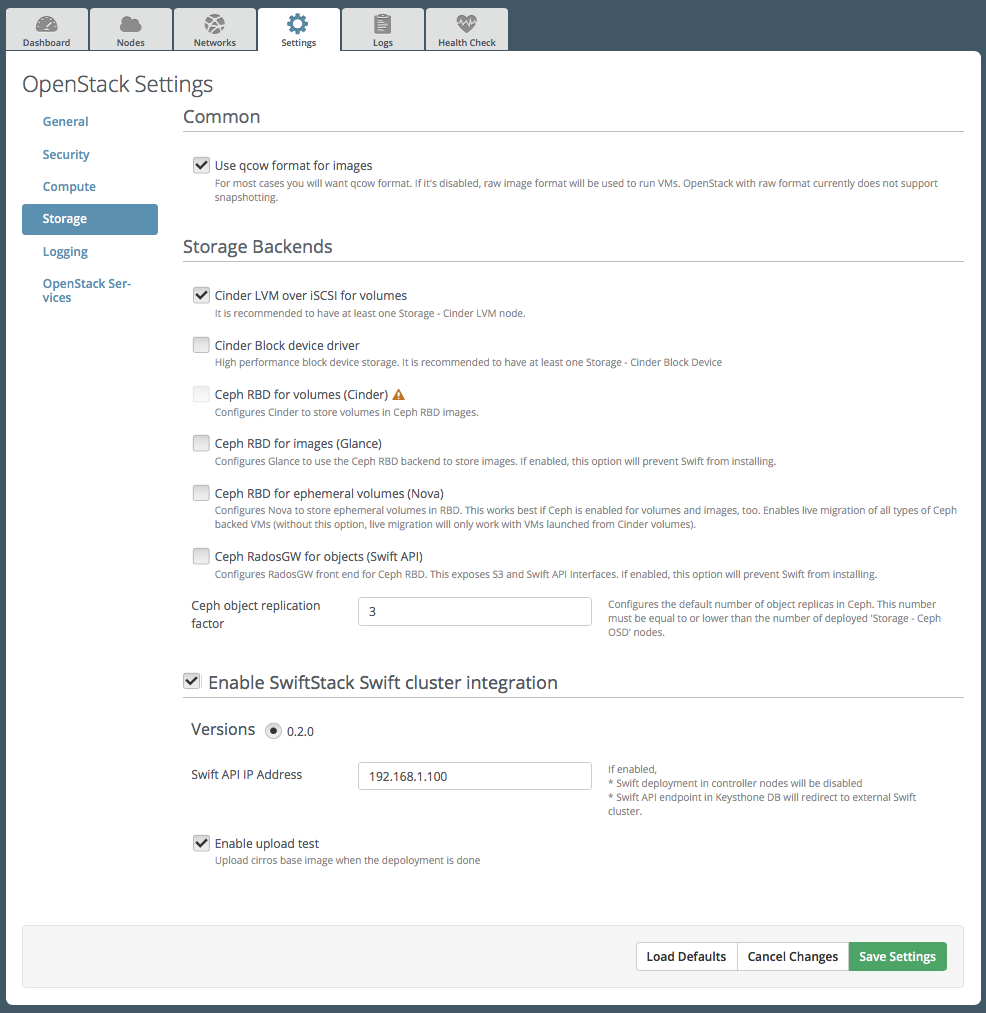 Dashboard
Nodes
Networks
Settings
Logs
Health Check
OpenStack Settings
General
Security
Compute
Storage
Logging
OpenStack Ser-
vices
Common
Use qcow format for images
For most cases you will want qcow format. If it's disabled, raw image format will be used to run VMs. OpenStack with raw format currently does not support
snapshotting.
Storage Backends
Cinder LVM over iSCSI for volumes
It is recommended to have at least one Storage - Cinder LVM node.
Cinder Block device driver
High performance block device storage. It is recommended to have at least one Storage - Cinder Block Device
Ceph RBD for volumes (Cinder)
Configures Cinder to store volumes in Ceph RBD images.
Ceph RBD for images (Glance)
Configures Glance to use the Ceph RBD backend to store images. If enabled, this option will prevent Swift from installing.
Ceph RBD for ephemeral volumes (Nova)
Configures Nova to store ephemeral volumes in RBD. This works best if Ceph is enabled for volumes and images, too. Enables live migration of all types of Ceph
backed VMs (without this option, live migration will only work with VMs launched from Cinder volumes).
Ceph RadosGW for objects (Swift API)
Configures RadosGW front end for Ceph RBD. This exposes S3 and Swift API Interfaces. If enabled, this option will prevent Swift from installing.
Ceph object replication
factor
3
Configures the default number of object replicas in Ceph. This number
must be equal to or lower than the number of deployed 'Storage - Ceph
OSD' nodes.
Enable SwiftStack Swift cluster integration
Versions
0.2.0
Swift API IP Address
192.168.1.100
If enabled,
* Swift deployment in controller nodes will be disabled
* Swift API endpoint in Keysthone DB will redirect to external Swift
cluster.
Enable upload test
Upload cirros base image when the depoloyment is done
Load Defaults
Cancel Changes
Save Settings